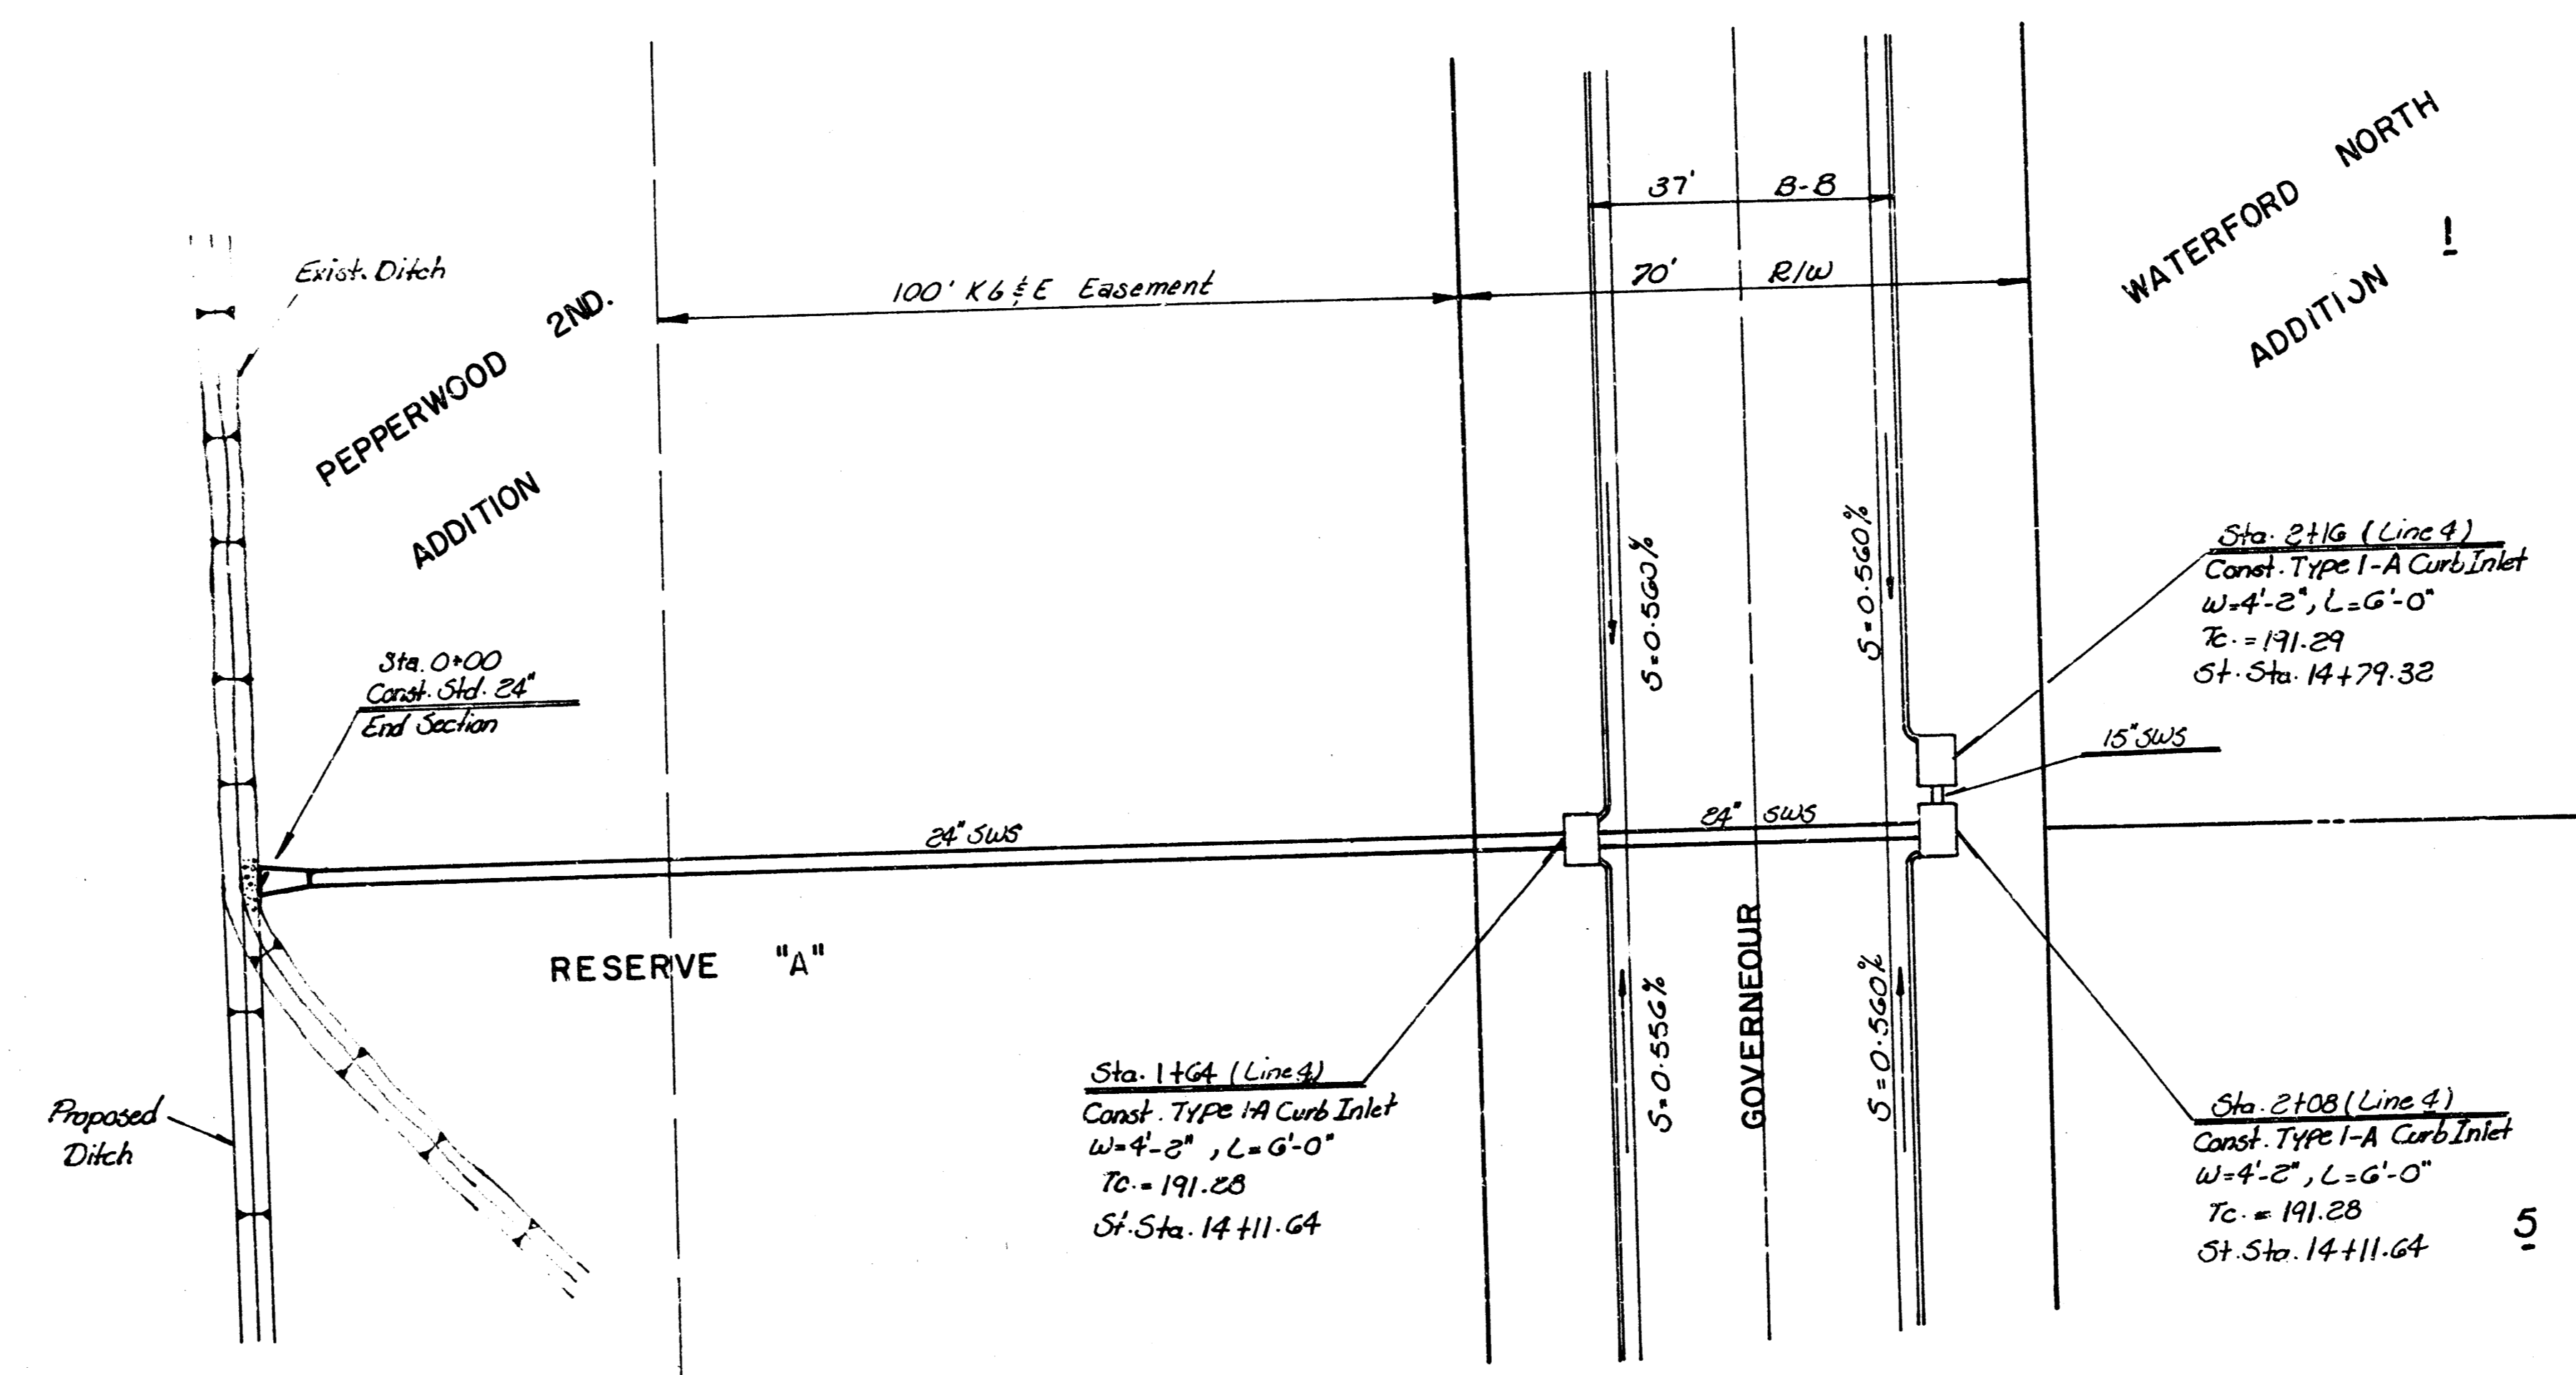 Exist. Ditch
PEPPERWOOD 2ND.
ADDITION
100' KG & E Easement
37' B-B
70' R/W
WATERFORD NORTH
ADDITION
1
S=0.560%
S=0.560%
Sta. 2+16 (Line 4)
Const. Type 1-A Curb Inlet
W=4'-2", L=6'-0"
Tc. = 191.29
St. Sta. 14+79.32
15" SWS
Sta. 0+00
Const. Std. 24"
End Section
24" SWS
24" SWS
RESERVE "A"
GOVERNEOUR
S=0.556%
S=0.560%
Proposed
Ditch
Sta. 1+64 (Line 4)
Const. Type 1-A Curb Inlet
W=4'-2", L=6'-0"
Tc. = 191.28
St. Sta. 14+11.64
Sta. 2+08 (Line 4)
Const. Type 1-A Curb Inlet
W=4'-2", L=6'-0"
Tc. = 191.28
St. Sta. 14+11.64
5